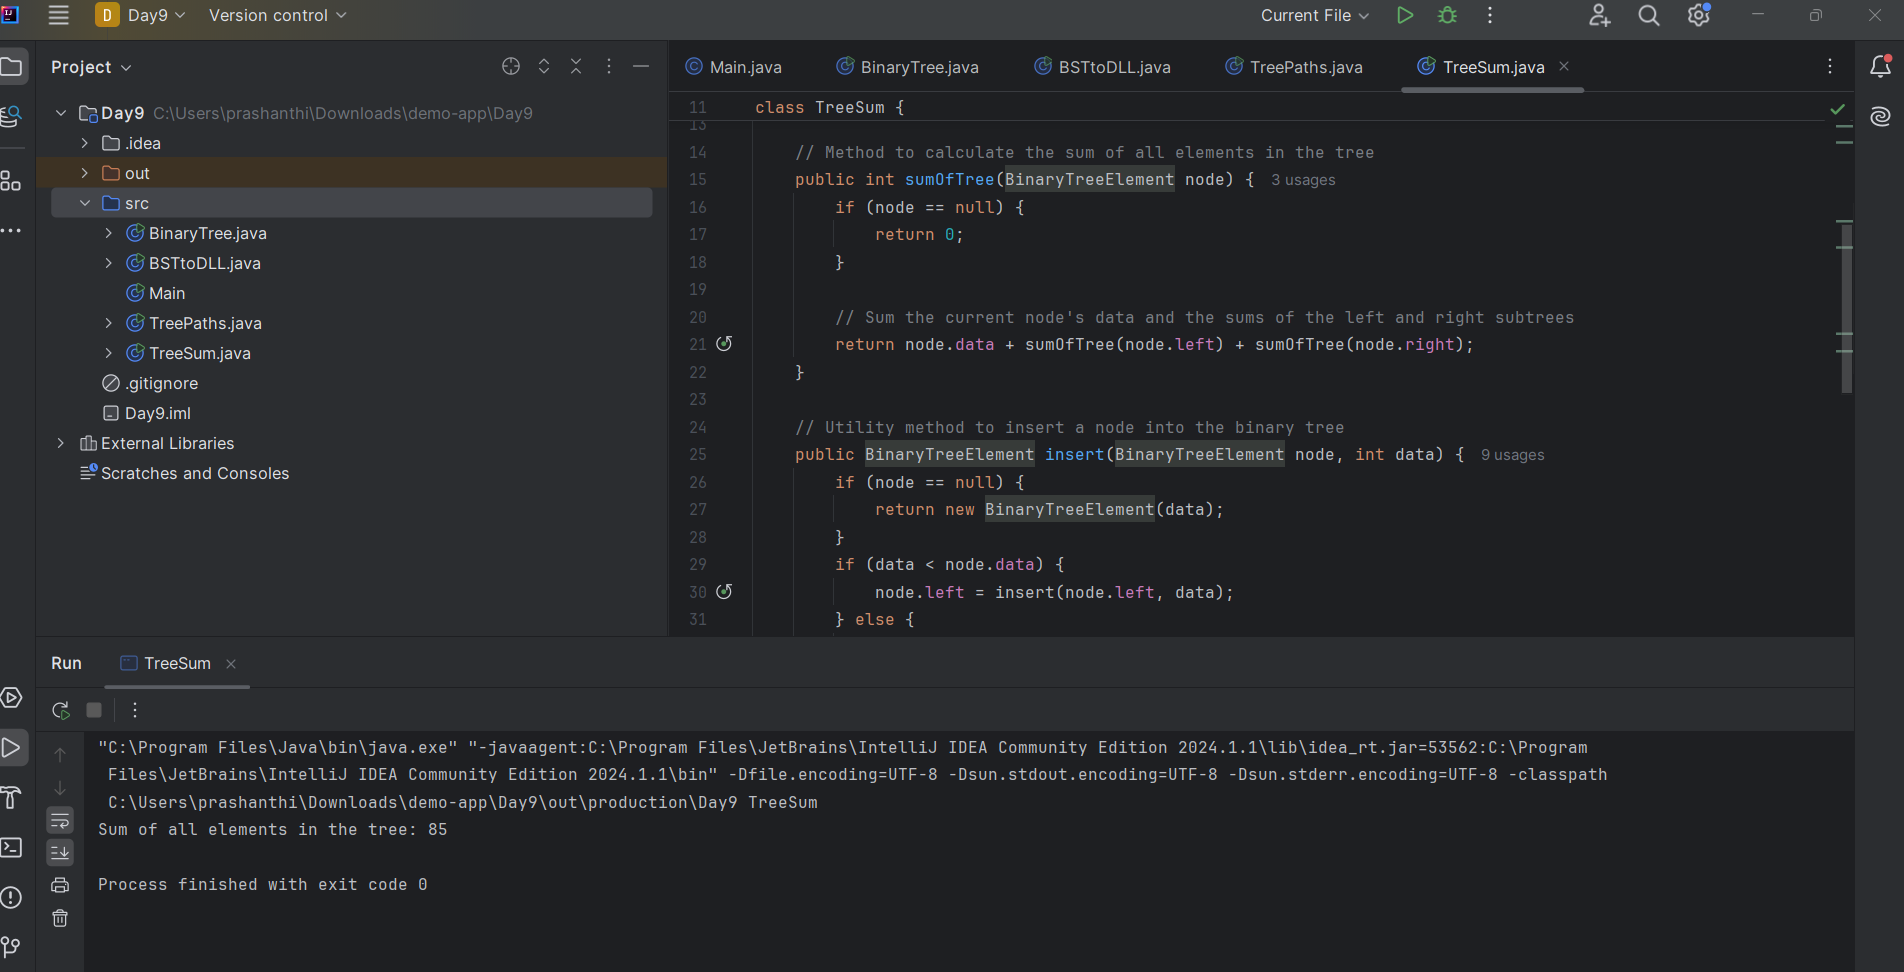 D Day9 Version control Current File
Project
Main.java BinaryTree.java BSTtoDLL.java TreePaths.java TreeSum.java
Day9 C:\Users\prashanthi\Downloads\demo-app\Day9
.idea
out
src
BinaryTree.java
BSTtoDLL.java
Main
TreePaths.java
TreeSum.java
.gitignore
Day9.iml
External Libraries
Scratches and Consoles
11 class TreeSum {
13
14 // Method to calculate the sum of all elements in the tree
15 public int sumOfTree(BinaryTreeElement node) { 3 usages
16 if (node == null) {
17 return 0;
18 }
19
20 // Sum the current node's data and the sums of the left and right subtrees
21 return node.data + sumOfTree(node.left) + sumOfTree(node.right);
22 }
23
24 // Utility method to insert a node into the binary tree
25 public BinaryTreeElement insert(BinaryTreeElement node, int data) { 9 usages
26 if (node == null) {
27 return new BinaryTreeElement(data);
28 }
29 if (data < node.data) {
30 node.left = insert(node.left, data);
31 } else {
Run TreeSum
"C:\Program Files\Java\bin\java.exe" "-javaagent:C:\Program Files\JetBrains\IntelliJ IDEA Community Edition 2024.1.1\lib\idea_rt.jar=53562:C:\Program
Files\JetBrains\IntelliJ IDEA Community Edition 2024.1.1\bin" -Dfile.encoding=UTF-8 -Dsun.stdout.encoding=UTF-8 -Dsun.stderr.encoding=UTF-8 -classpath
C:\Users\prashanthi\Downloads\demo-app\Day9\out\production\Day9 TreeSum
Sum of all elements in the tree: 85
Process finished with exit code 0